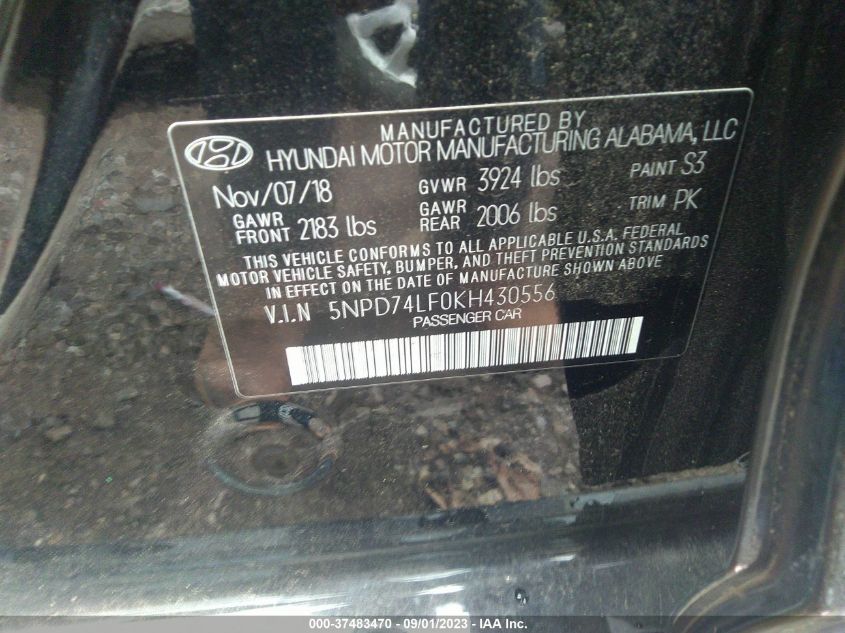 MANUFACTURED BY
HYUNDAI MOTOR MANUFACTURING ALABAMA, LLC
Nov/07/18 GVWR 3924 lbs PAINT S3
GAWR FRONT 2183 lbs GAWR REAR 2006 lbs TRIM PK
THIS VEHICLE CONFORMS TO ALL APPLICABLE U.S.A. FEDERAL
MOTOR VEHICLE SAFETY, BUMPER, AND THEFT PREVENTION STANDARDS
IN EFFECT ON THE DATE OF MANUFACTURE SHOWN ABOVE.
V.I.N 5NPD74LF0KH430556
PASSENGER CAR
000-37483470 - 09/01/2023 - IAA Inc.